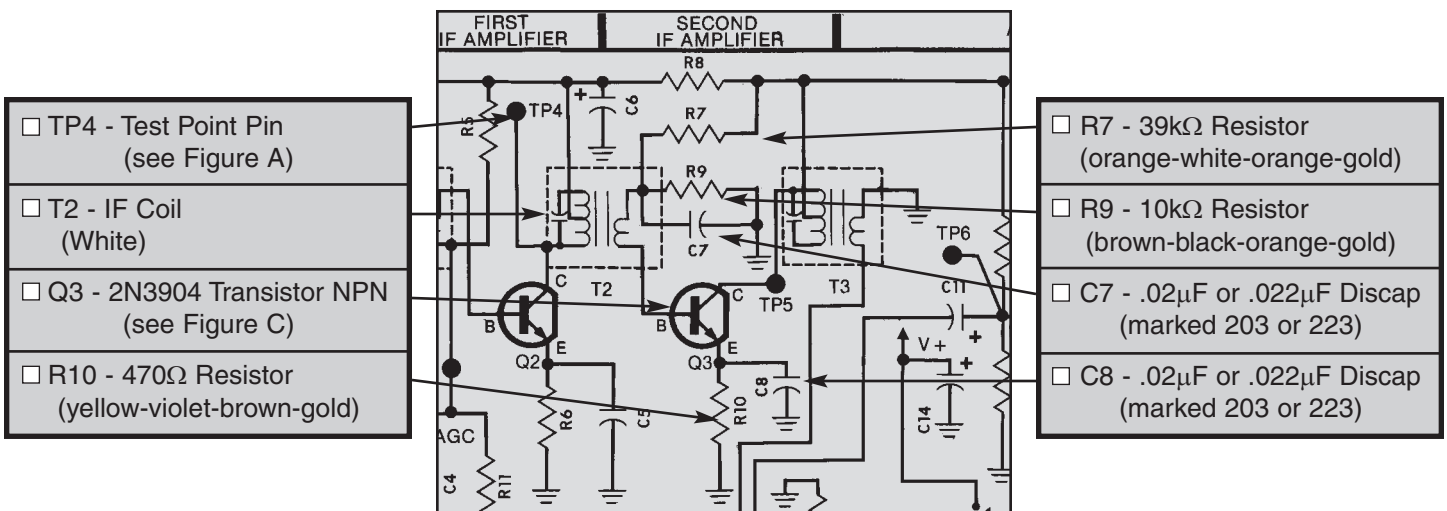 FIRST
IF AMPLIFIER
SECOND
IF AMPLIFIER
☐ TP4 - Test Point Pin
(see Figure A)
☐ T2 - IF Coil
(White)
☐ Q3 - 2N3904 Transistor NPN
(see Figure C)
☐ R10 - 470Ω Resistor
(yellow-violet-brown-gold)
R8
R5
TP4
+
C6
R7
R9
C7
T2
C
B
E
Q2
R6
C5
AGC
C4
R11
C
B
E
Q3
R10
C8
TP5
T3
TP6
C11
+
V+
+
C14
☐ R7 - 39kΩ Resistor
(orange-white-orange-gold)
☐ R9 - 10kΩ Resistor
(brown-black-orange-gold)
☐ C7 - .02µF or .022µF Discap
(marked 203 or 223)
☐ C8 - .02µF or .022µF Discap
(marked 203 or 223)